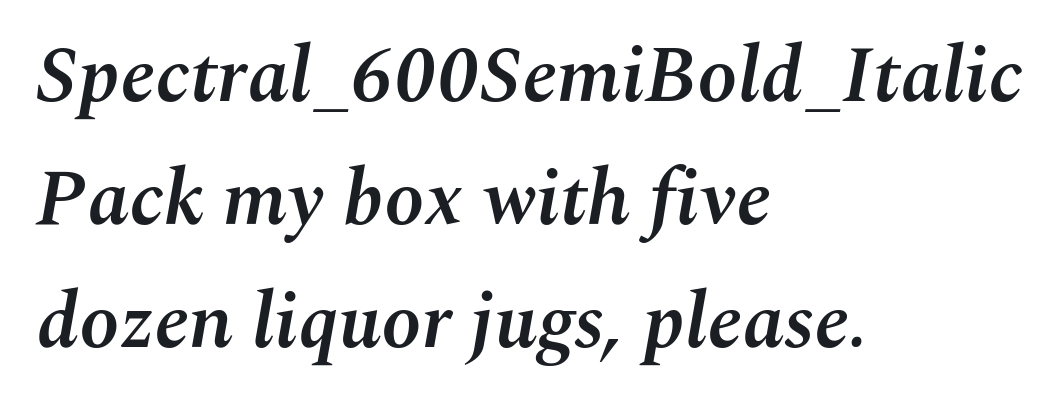 Spectral_600SemiBold_Italic
Pack my box with five
dozen liquor jugs, please.